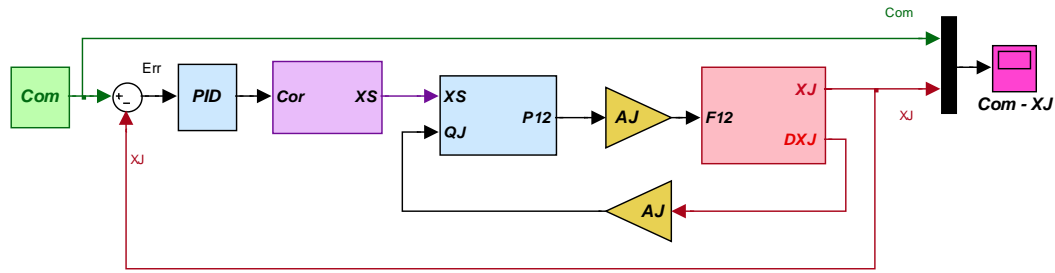 Com
Err
Com
PID
Cor
XS
XS
QJ
P12
AJ
F12
XJ
DXJ
XJ
XJ
AJ
Com - XJ
+
−